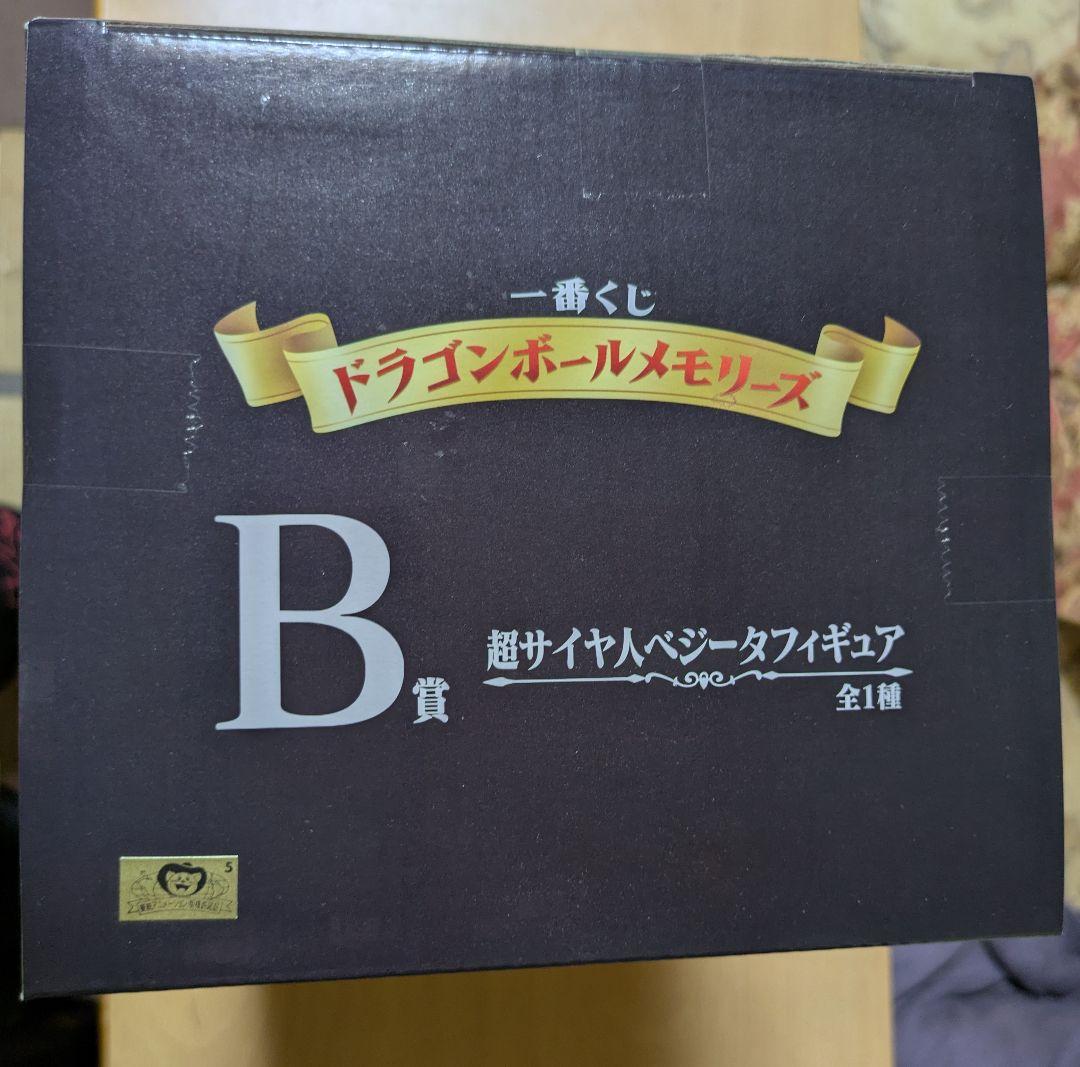 一番くじ
ドラゴンボールメモリーズ
B賞
超サイヤ人ベジータフィギュア
全1種
5